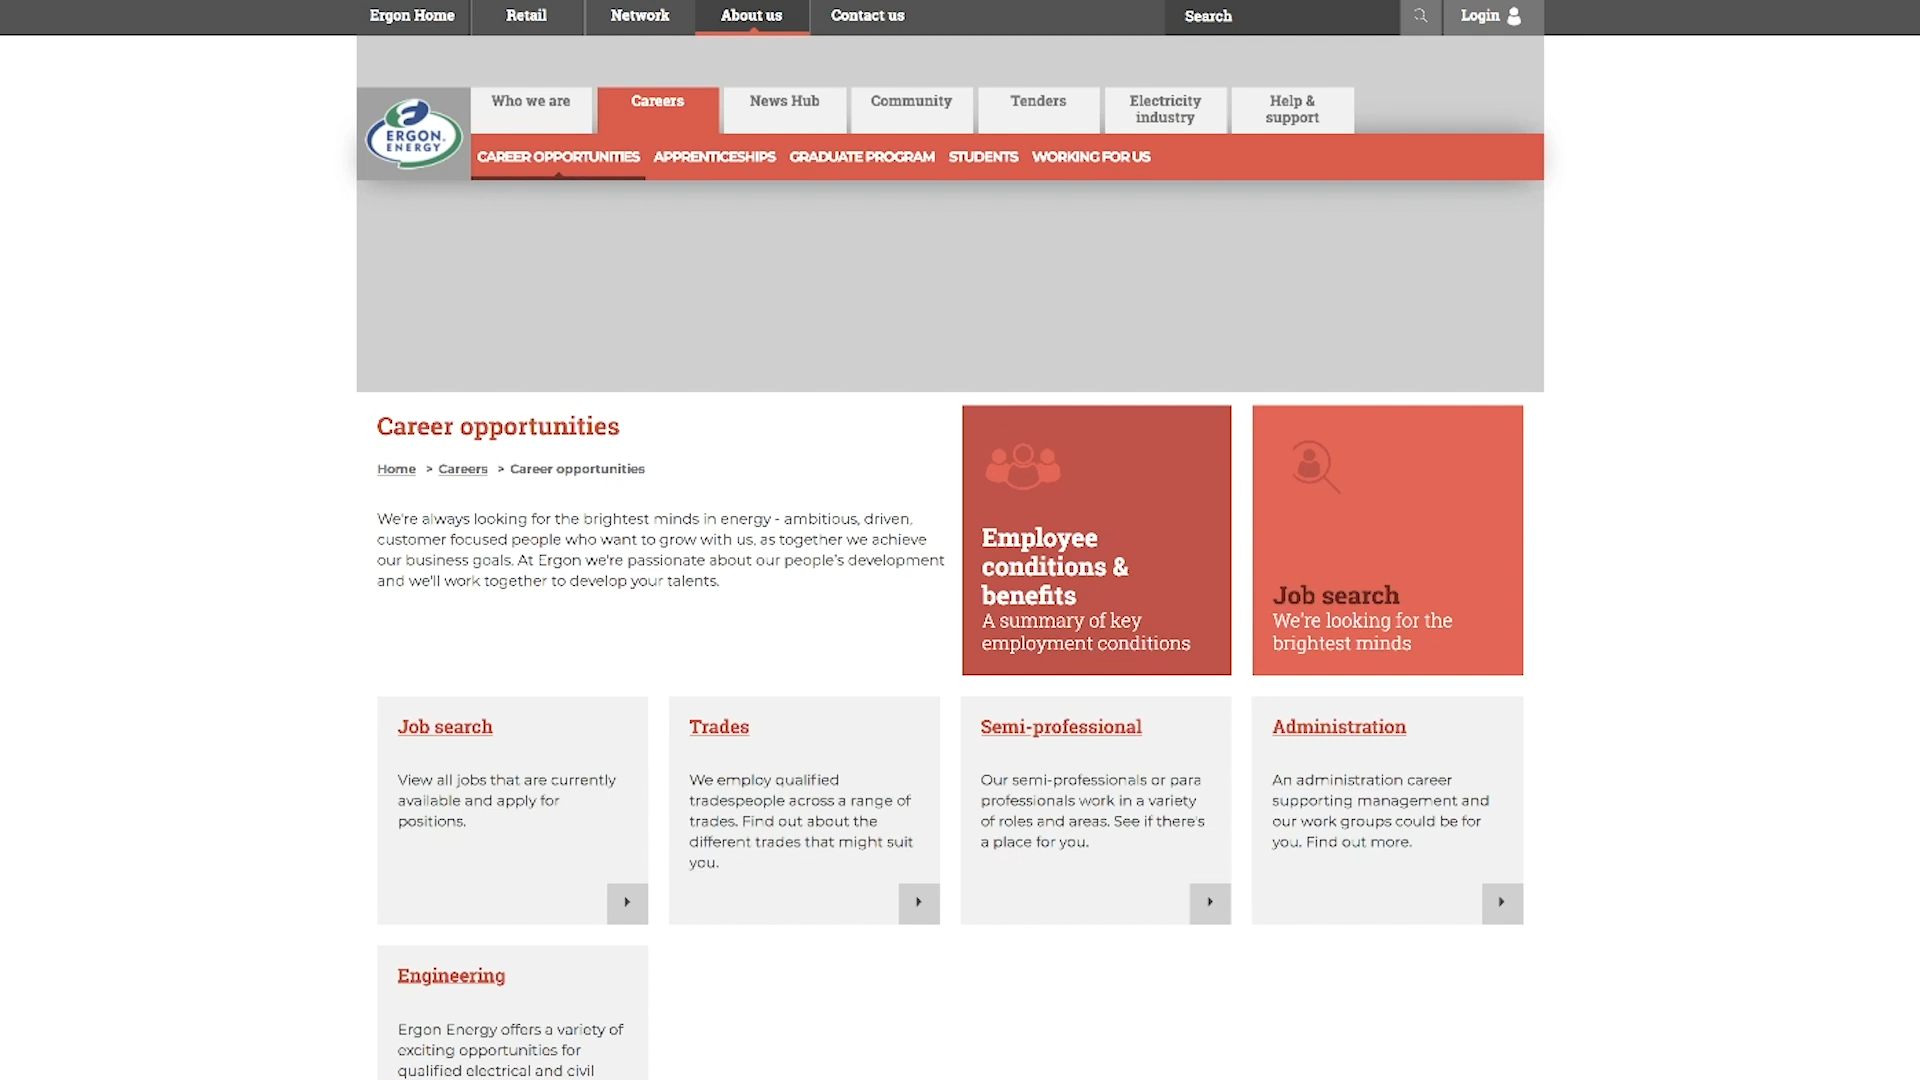 Ergon Home
Retail
Network
About us
Contact us
Search
Login
ERGON
ENERGY
Who we are
Careers
News Hub
Community
Tenders
Electricity
industry
Help &
support
CAREER OPPORTUNITIES
APPRENTICESHIPS
GRADUATE PROGRAM
STUDENTS
WORKING FOR US
Career opportunities
Home > Careers > Career opportunities
We're always looking for the brightest minds in energy - ambitious, driven,
customer focused people who want to grow with us, as together we achieve
our business goals. At Ergon we're passionate about our people's development
and we'll work together to develop your talents.
Employee
conditions &
benefits
A summary of key
employment conditions
Job search
We're looking for the
brightest minds
Job search
View all jobs that are currently
available and apply for
positions.
Trades
We employ qualified
tradespeople across a range of
trades. Find out about the
different trades that might suit
you.
Semi-professional
Our semi-professionals or para
professionals work in a variety
of roles and areas. See if there's
a place for you.
Administration
An administration career
supporting management and
our work groups could be for
you. Find out more.
Engineering
Ergon Energy offers a variety of
exciting opportunities for
qualified electrical and civil